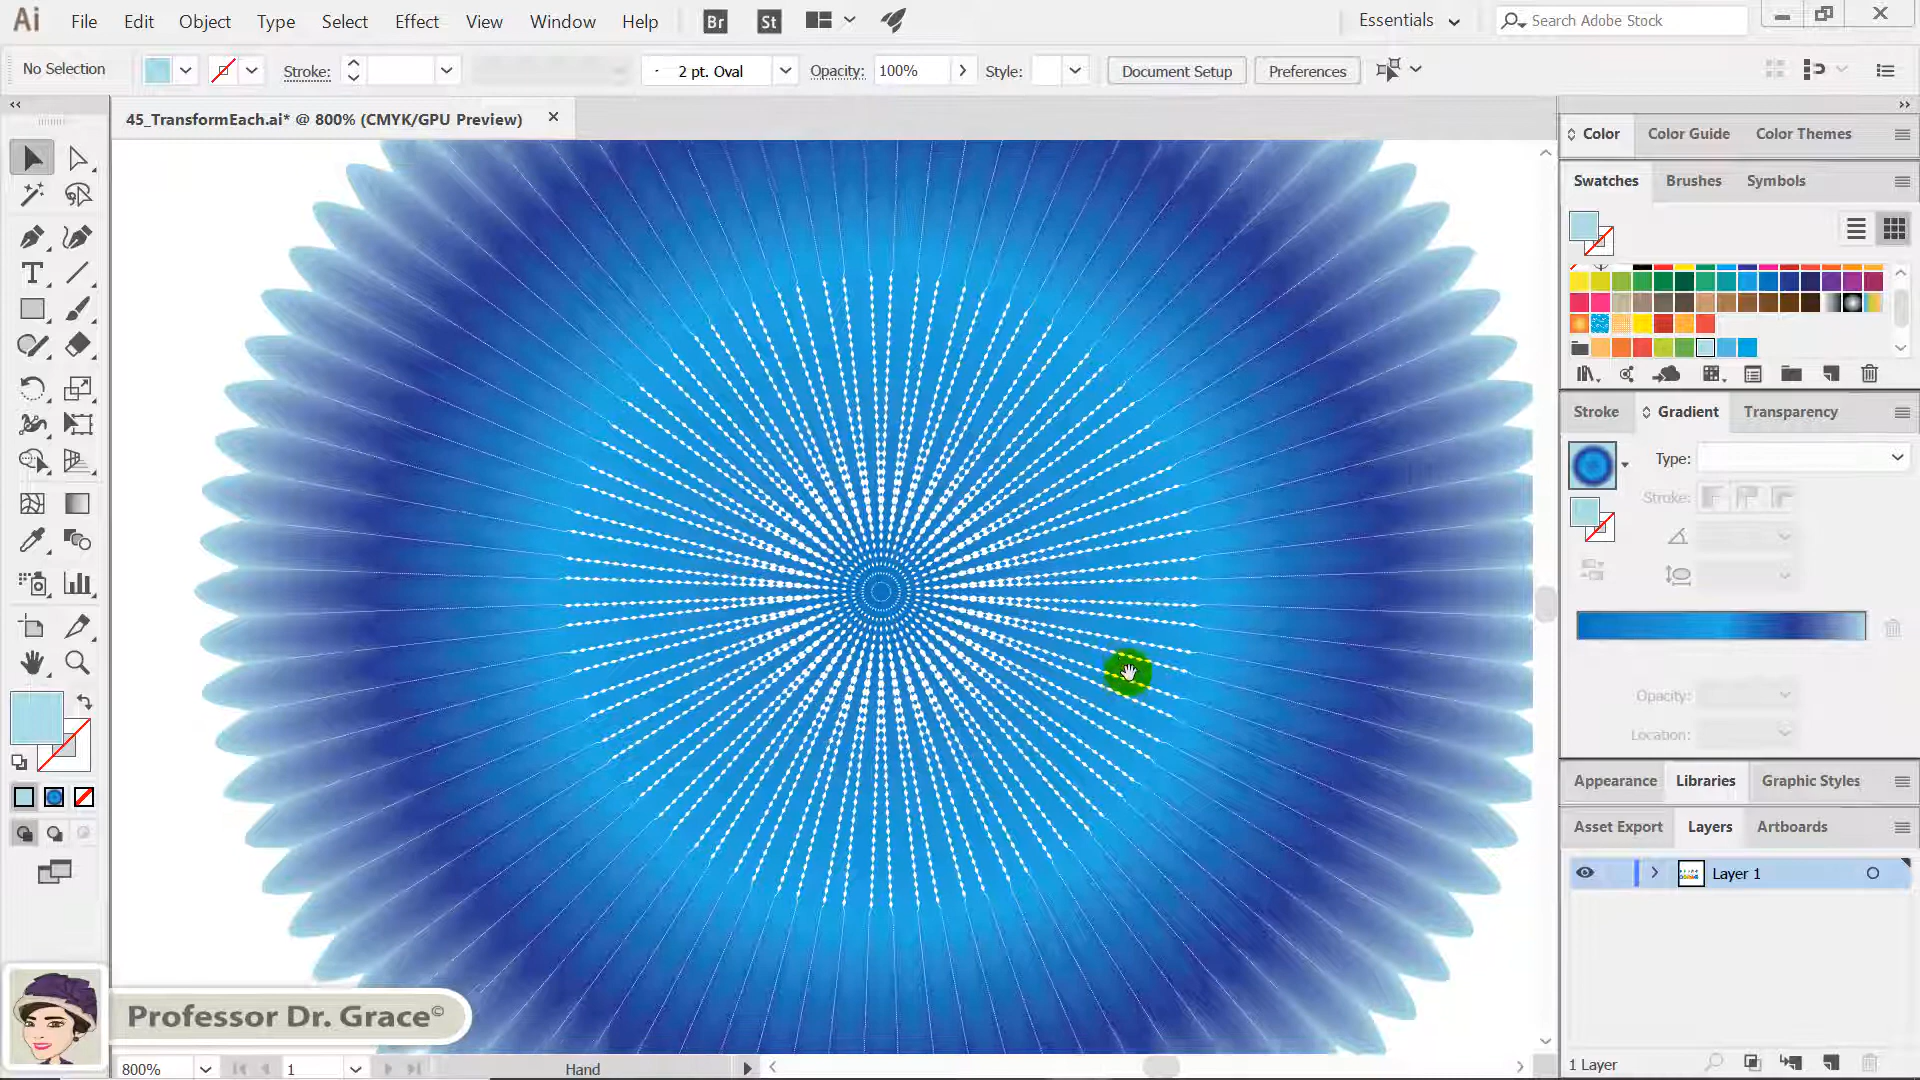 Ai File Edit Object Type Select Effect View Window Help Br St Essentials Search Adobe Stock
No Selection Stroke: 2 pt. Oval Opacity: 100% Style: Document Setup Preferences
45_TransformEach.ai* @ 800% (CMYK/GPU Preview)
Color Color Guide Color Themes
Swatches Brushes Symbols
Stroke Gradient Transparency
Type:
Stroke:
Opacity:
Location:
Appearance Libraries Graphic Styles
Asset Export Layers Artboards
Layer 1
Professor Dr. Grace©
800% 1 Hand 1 Layer